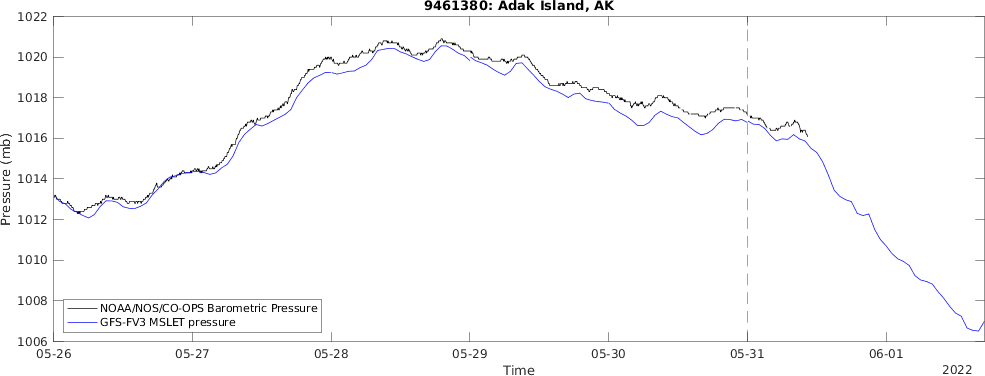 9461380: Adak Island, AK
1022
1020
1018
1016
1014
1012
1010
1008
1006
Pressure (mb)
NOAA/NOS/CO-OPS Barometric Pressure
GFS-FV3 MSLET pressure
05-26 05-27 05-28 05-29 05-30 05-31 06-01
Time
2022